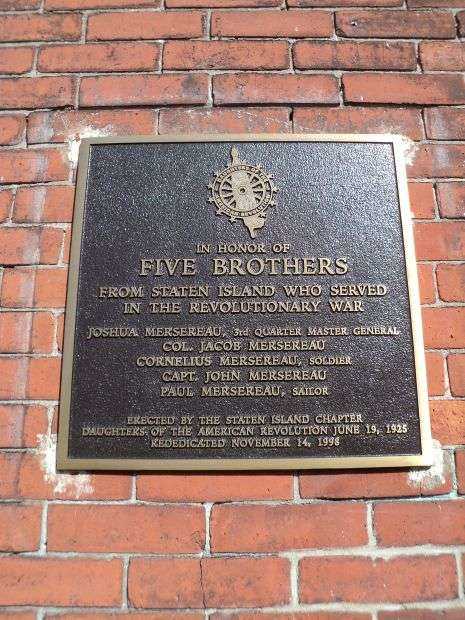 IN HONOR OF
FIVE BROTHERS
FROM STATEN ISLAND WHO SERVED
IN THE REVOLUTIONARY WAR
JOSHUA MERSEREAU, 3rd QUARTER MASTER GENERAL
COL. JACOB MERSEREAU
CORNELIUS MERSEREAU, SOLDIER
CAPT. JOHN MERSEREAU
PAUL MERSEREAU, SAILOR
ERECTED BY THE STATEN ISLAND CHAPTER
DAUGHTERS OF THE AMERICAN REVOLUTION JUNE 19, 1925
REDEDICATED NOVEMBER 14, 1998